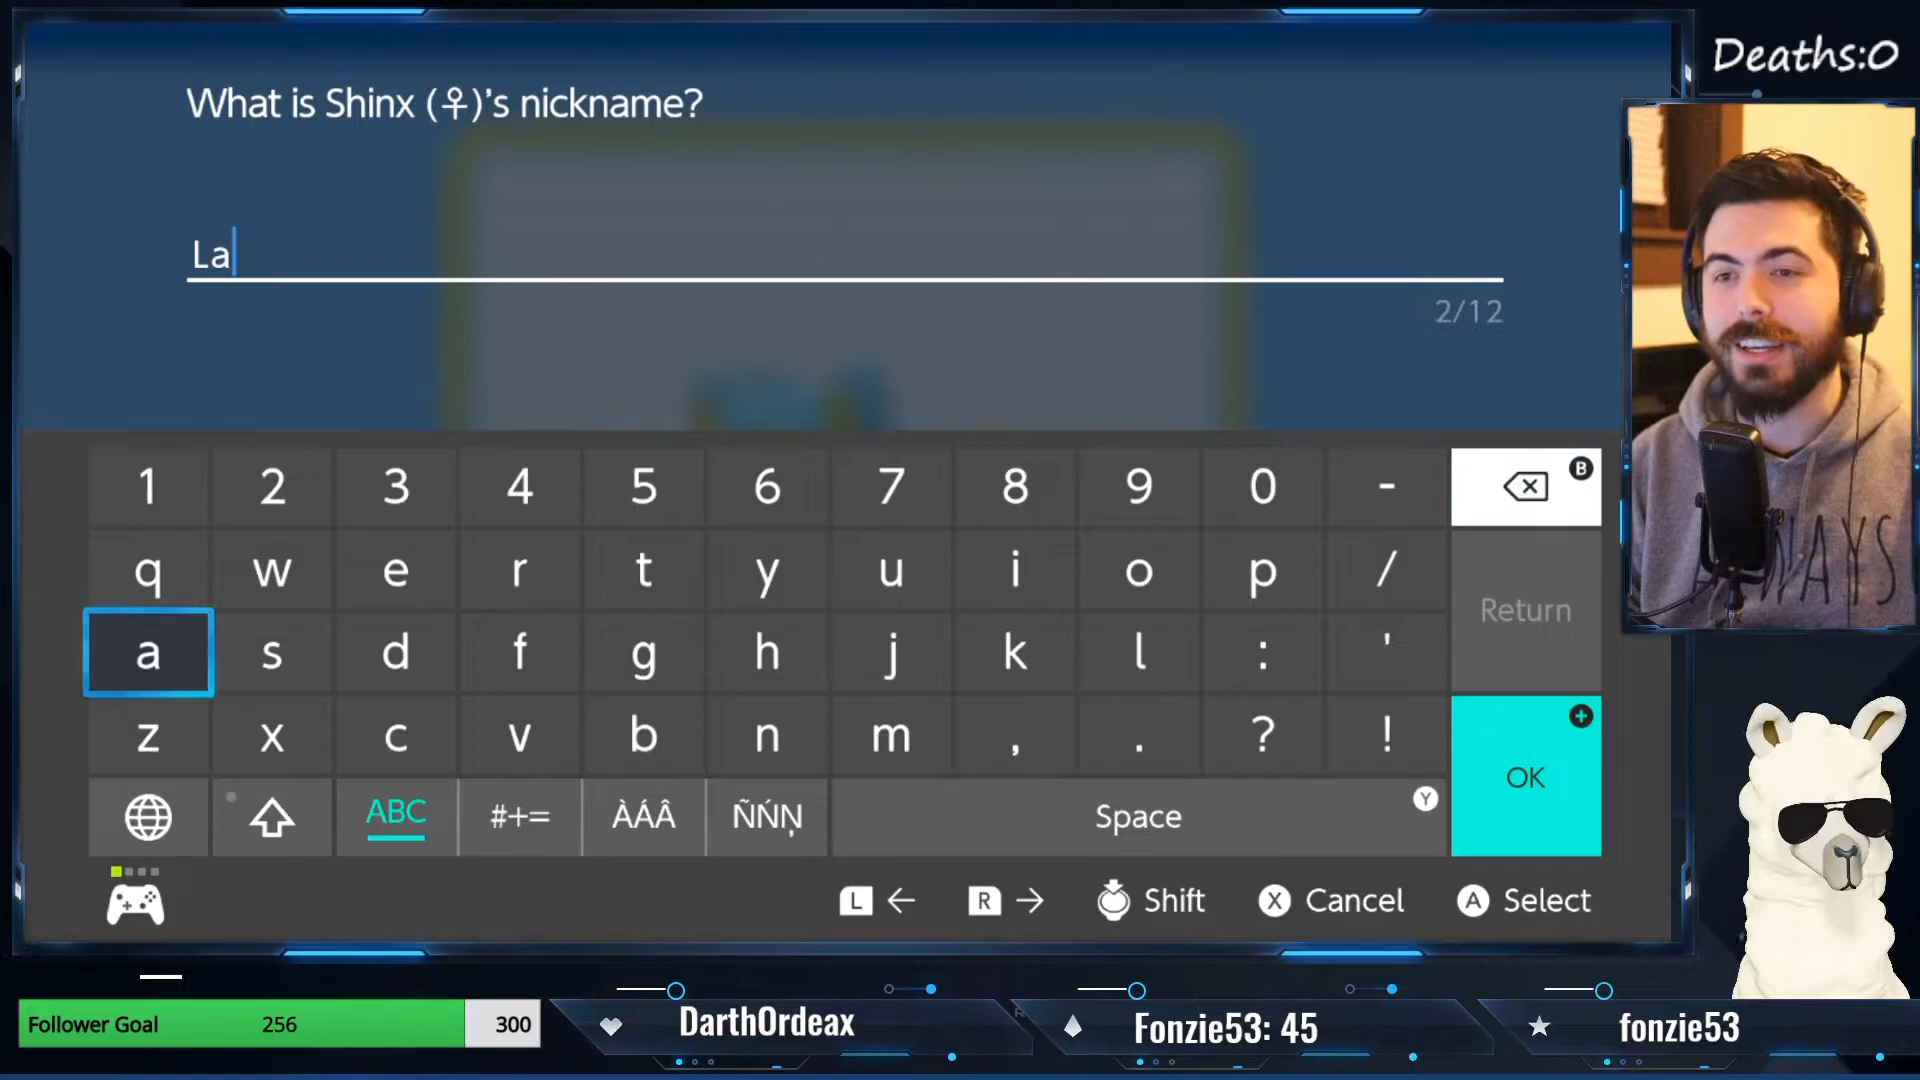 Deaths:0
What is Shinx (♀)'s nickname?
La
2/12
1 2 3 4 5 6 7 8 9 0 - B
q w e r t y u i o p /
Return
a s d f g h j k l : '
z x c v b n m , . ? !
OK
ABC #+= ÀÁÂ ÑŃŅ Space Y
L ← R → Shift X Cancel A Select
Follower Goal 256 300
DarthOrdeax
Fonzie53: 45
fonzie53